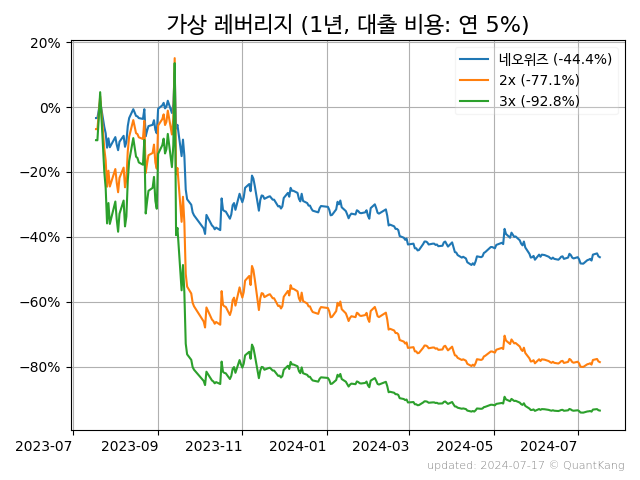 가상 레버리지 (1년, 대출 비용: 연 5%)
네오위즈 (-44.4%)
2x (-77.1%)
3x (-92.8%)
20%
0%
−20%
−40%
−60%
−80%
2023-07 2023-09 2023-11 2024-01 2024-03 2024-05 2024-07
updated: 2024-07-17 © QuantKang